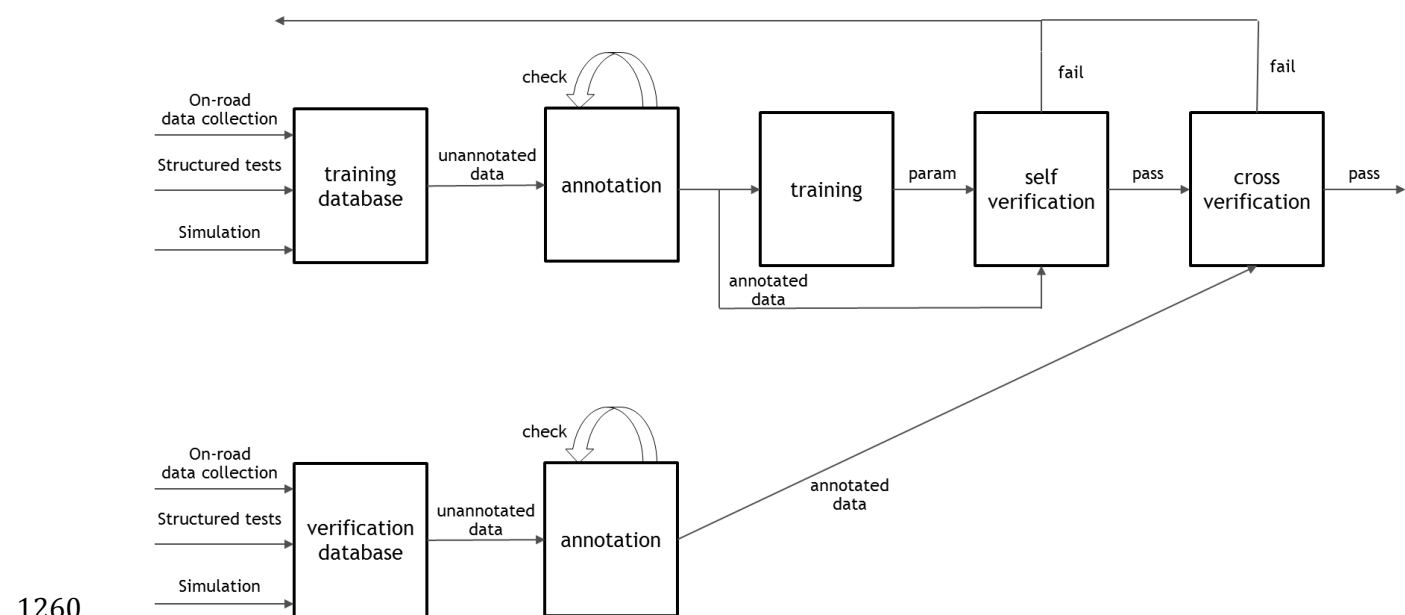 fail
fail
check
On-road
data collection
Structured tests
Simulation
training
database
unannotated
data
annotation
training
param
self
verification
pass
cross
verification
pass
annotated
data
check
On-road
data collection
Structured tests
Simulation
verification
database
unannotated
data
annotation
annotated
data
1260